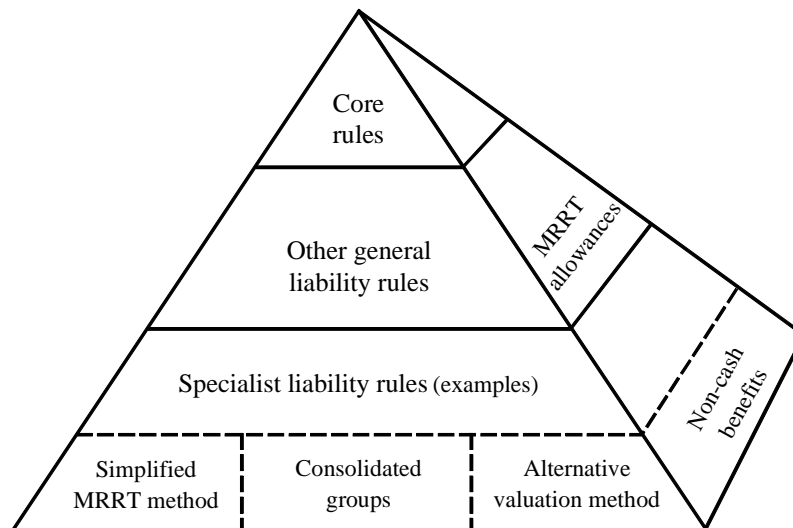 Core
rules
MRRT
allowances
Other general
liability rules
Specialist liability rules (examples)
Non-cash
benefits
Simplified
MRRT method
Consolidated
groups
Alternative
valuation method